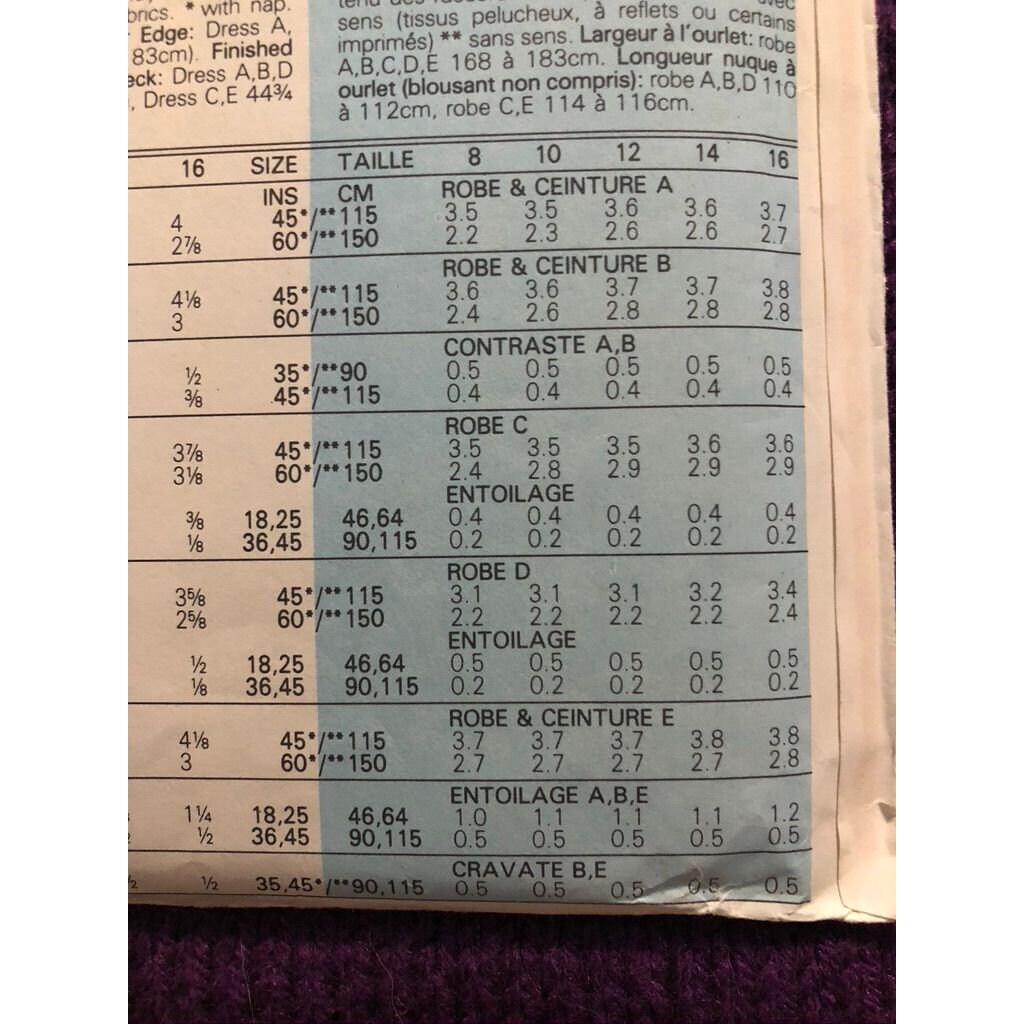 brics. * with nap.
Edge: Dress A,
83cm). Finished
eck: Dress A,B,D
, Dress C,E 44¾
avec
sens (tissus pelucheux, à reflets ou certains
imprimés) ** sans sens. Largeur à l'ourlet: robe
A,B,C,D,E 168 à 183cm. Longueur nuque à
ourlet (blousant non compris): robe A,B,D 110
à 112cm, robe C,E 114 à 116cm.
16 SIZE TAILLE 8 10 12 14 16
INS CM ROBE & CEINTURE A
4 45*/**115 3.5 3.5 3.6 3.6 3.7
2⅞ 60*/**150 2.2 2.3 2.6 2.6 2.7
ROBE & CEINTURE B
4⅛ 45*/**115 3.6 3.6 3.7 3.7 3.8
3 60*/**150 2.4 2.6 2.8 2.8 2.8
CONTRASTE A,B
½ 35*/**90 0.5 0.5 0.5 0.5 0.5
⅜ 45*/**115 0.4 0.4 0.4 0.4 0.4
ROBE C
3⅞ 45*/**115 3.5 3.5 3.5 3.6 3.6
3⅛ 60*/**150 2.4 2.8 2.9 2.9 2.9
ENTOILAGE
⅜ 18,25 46,64 0.4 0.4 0.4 0.4 0.4
⅛ 36,45 90,115 0.2 0.2 0.2 0.2 0.2
ROBE D
3⅝ 45*/**115 3.1 3.1 3.1 3.2 3.4
2⅝ 60*/**150 2.2 2.2 2.2 2.2 2.4
ENTOILAGE
½ 18,25 46,64 0.5 0.5 0.5 0.5 0.5
⅛ 36,45 90,115 0.2 0.2 0.2 0.2 0.2
ROBE & CEINTURE E
4⅛ 45*/**115 3.7 3.7 3.7 3.8 3.8
3 60*/**150 2.7 2.7 2.7 2.7 2.8
ENTOILAGE A,B,E
1¼ 18,25 46,64 1.0 1.1 1.1 1.1 1.2
½ 36,45 90,115 0.5 0.5 0.5 0.5 0.5
CRAVATE B,E
½ ½ 35,45*/**90,115 0.5 0.5 0.5 0.5 0.5